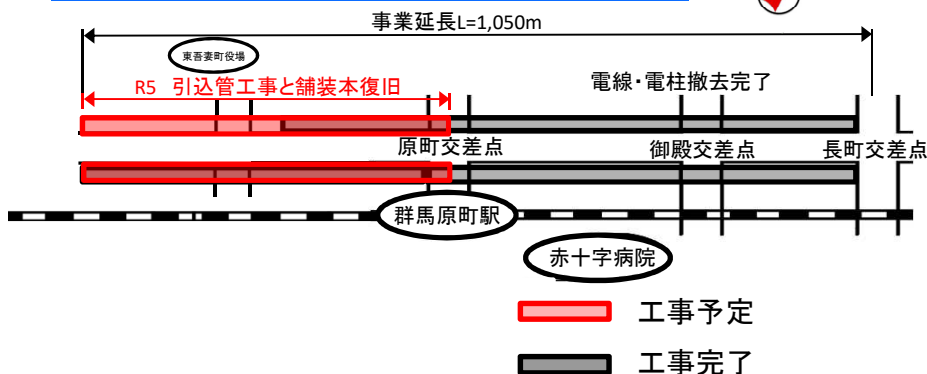 事業延長L=1,050m
東吾妻町役場
R5 引込管工事と舗装本復旧
電線・電柱撤去完了
原町交差点
御殿交差点
長町交差点
群馬原町駅
赤十字病院
工事予定
工事完了